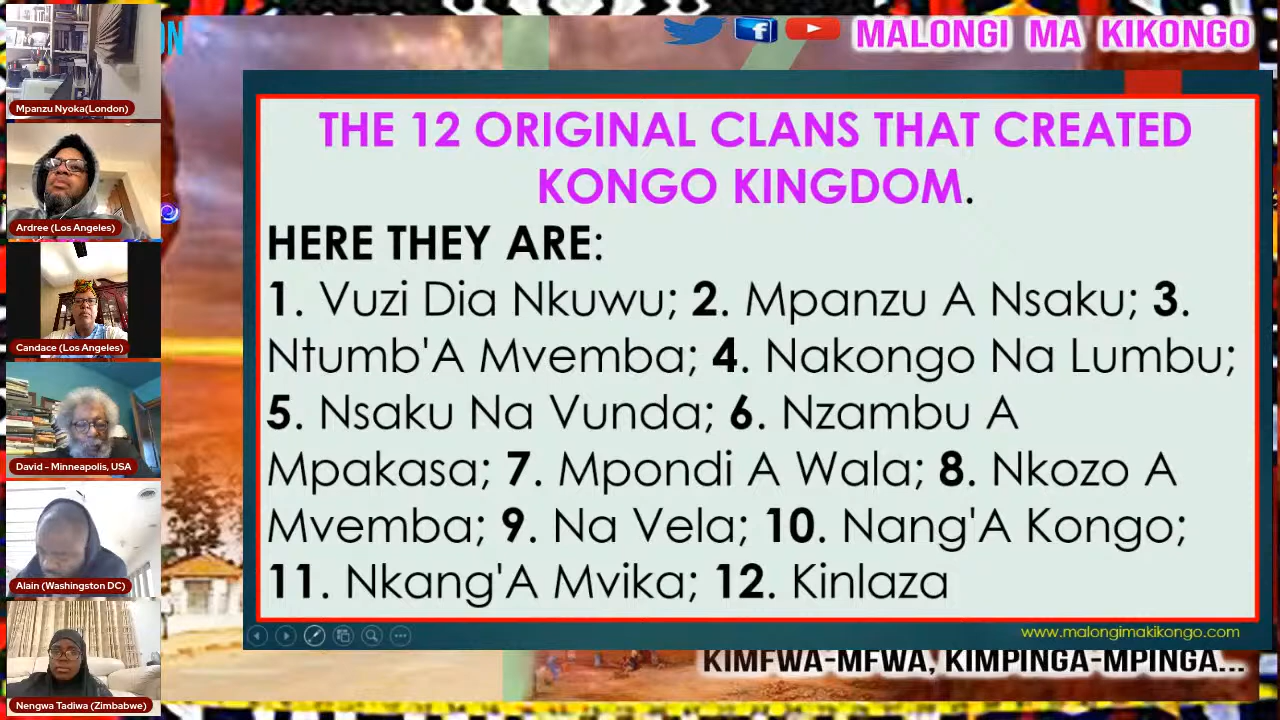 ON
MALONGI MA KIKONGO
THE 12 ORIGINAL CLANS THAT CREATED
KONGO KINGDOM.
HERE THEY ARE:
1. Vuzi Dia Nkuwu; 2. Mpanzu A Nsaku; 3.
Ntumb'A Mvemba; 4. Nakongo Na Lumbu;
5. Nsaku Na Vunda; 6. Nzambu A
Mpakasa; 7. Mpondi A Wala; 8. Nkozo A
Mvemba; 9. Na Vela; 10. Nang'A Kongo;
11. Nkang'A Mvika; 12. Kinlaza
www.malongimakikongo.com
KIMFWA-MFWA, KIMPINGA-MPINGA...
Mpanzu Nyoka(London)
Ardree (Los Angeles)
Candace (Los Angeles)
David - Minneapolis, USA
Alain (Washingston DC)
Nengwa Tadiwa (Zimbabwe)